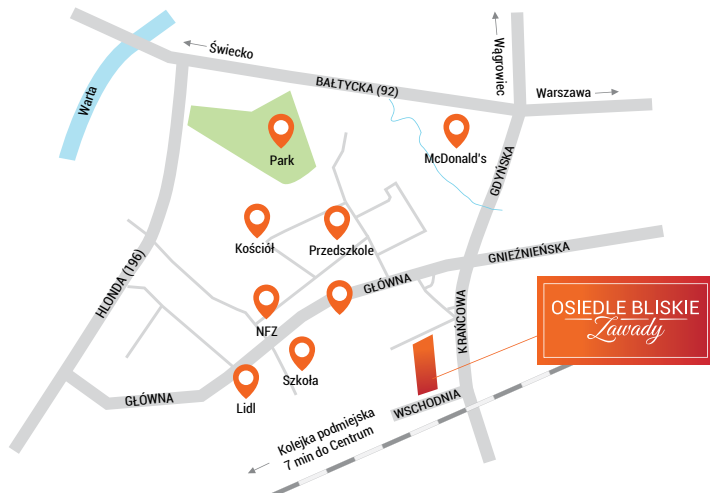 Świecko
Wągrowiec
Warta
BAŁTYCKA (92)
Warszawa
Park
McDonald's
GDYŃSKA
Kościół
Przedszkole
HLONDA (196)
GNIEŹNIEŃSKA
GŁÓWNA
NFZ
KRAŃCOWA
OSIEDLE BLISKIE
Zawady
Szkoła
GŁÓWNA
Lidl
WSCHODNIA
Kolejka podmiejska
7 min do Centrum